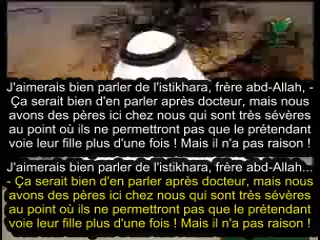 J'aimerais bien parler de l'istikhara, frère abd-Allah, -
Ça serait bien d'en parler après docteur, mais nous
avons des pères ici chez nous qui sont très sévères
au point où ils ne permettront pas que le prétendant
voie leur fille plus d'une fois ! Mais il n'a pas raison !
J'aimerais bien parler de l'istikhara, frère abd-Allah...
- Ça serait bien d'en parler après docteur, mais nous
avons des pères ici chez nous qui sont très sévères
au point où ils ne permettront pas que le prétendant
voie leur fille plus d'une fois ! Mais il n'a pas raison !